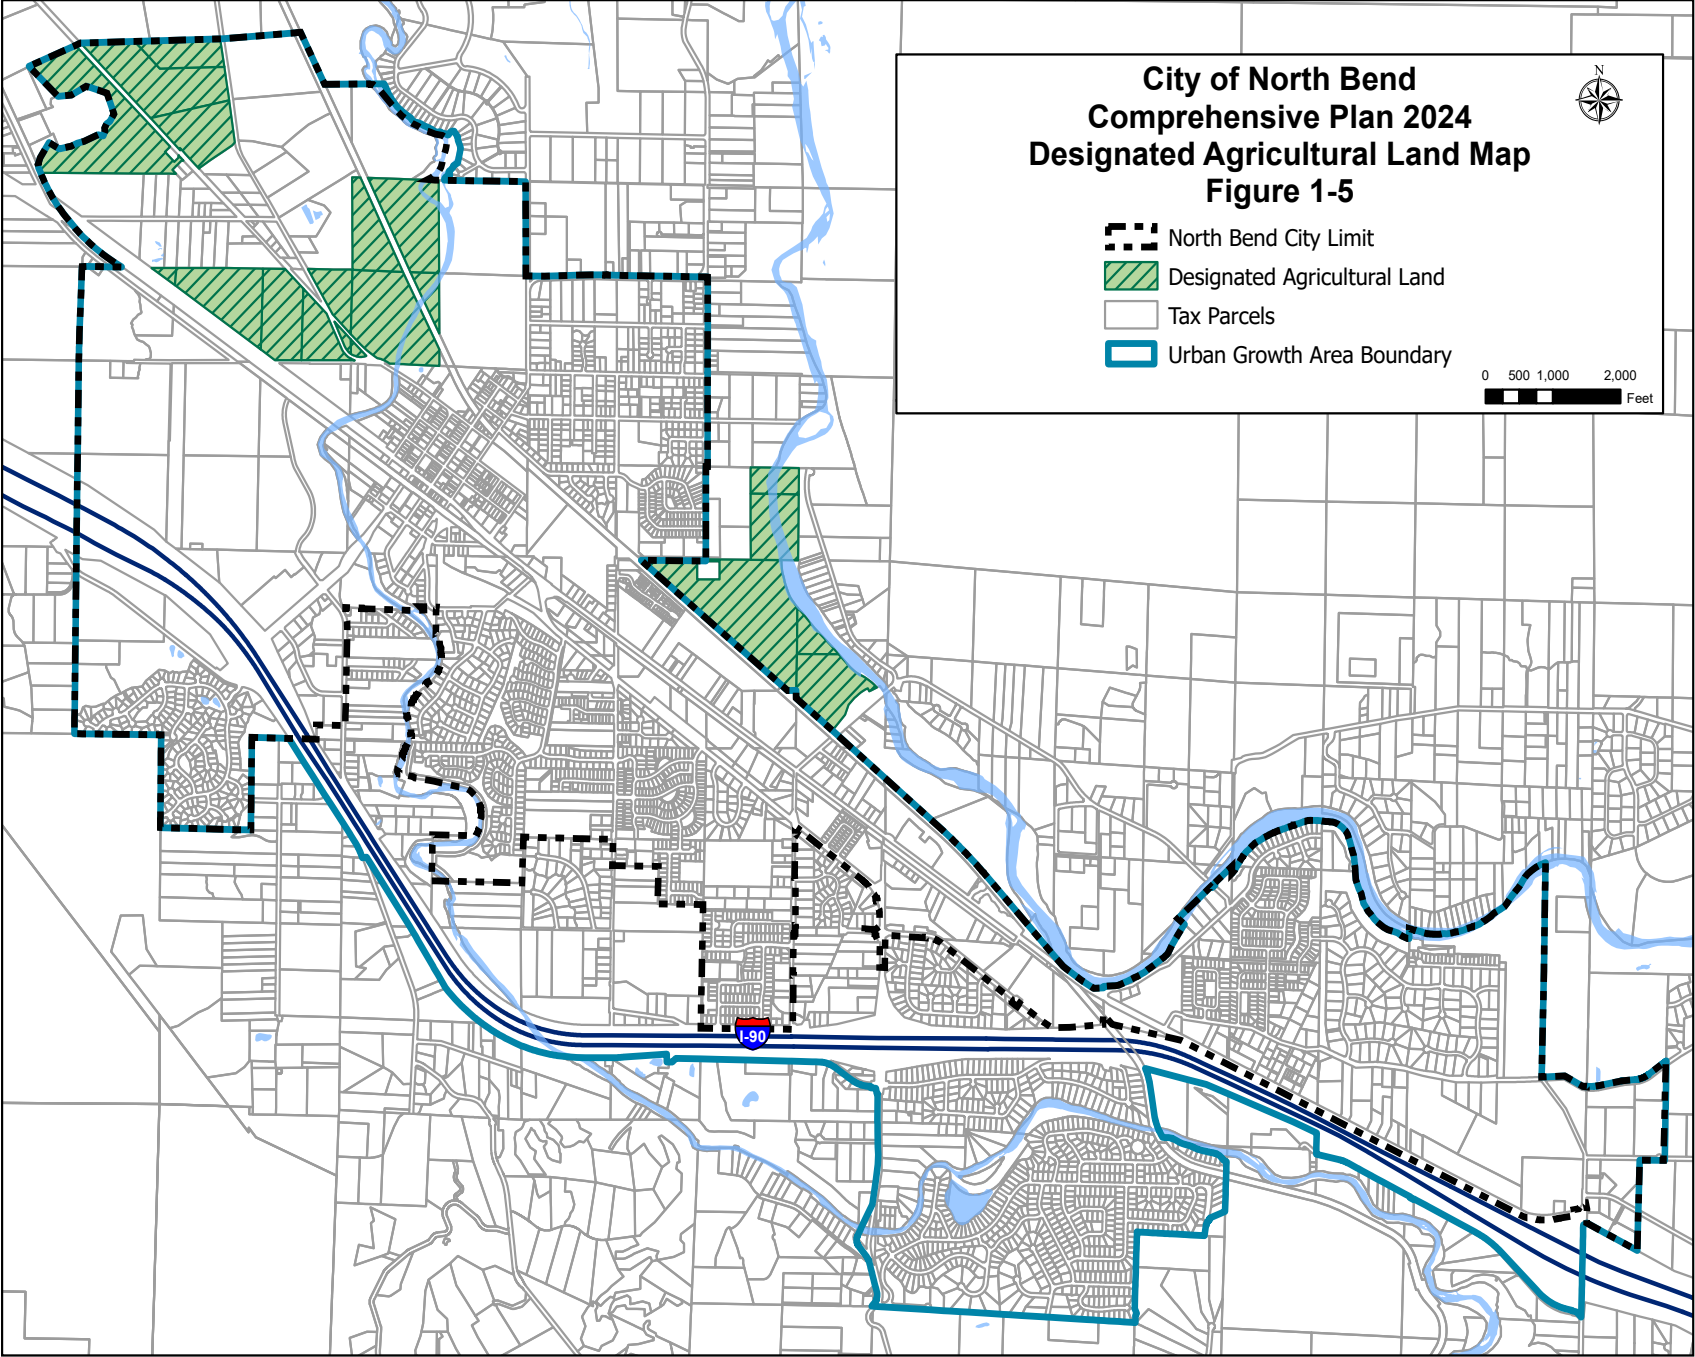 City of North Bend
Comprehensive Plan 2024
Designated Agricultural Land Map
Figure 1-5
N
North Bend City Limit
Designated Agricultural Land
Tax Parcels
Urban Growth Area Boundary
0 500 1,000 2,000
Feet
I-90